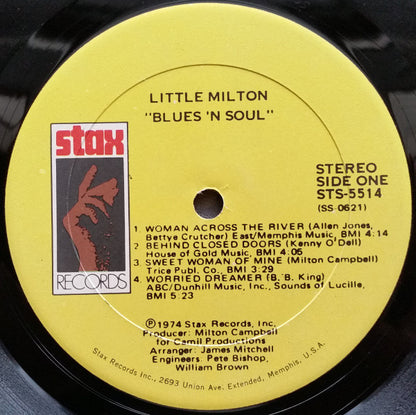 LITTLE MILTON
"BLUES 'N SOUL"
stax
RECORDS
STEREO
SIDE ONE
STS-5514
(SS-0621)
1 WOMAN ACROSS THE RIVER (Allen Jones,
Bettye Crutcher) East/Memphis Music, BMI 4:14
2 BEHIND CLOSED DOORS (Kenny O'Dell)
House of Gold Music, BMI 4:05
3. SWEET WOMAN OF MINE (Milton Campbell)
Trice Publ. Co., BMI 3:29
4. WORRIED DREAMER (B. B. King)
ABC/Dunhill Music, Inc., Sounds of Lucille,
BMI 5:23
Ⓟ©1974 Stax Records, Inc,
Producer: Milton Campbell
for Camil Productions
Arranger: James Mitchell
Engineers: Pete Bishop,
William Brown
Stax Records Inc., 2693 Union Ave. Extended, Memphis, U.S.A.